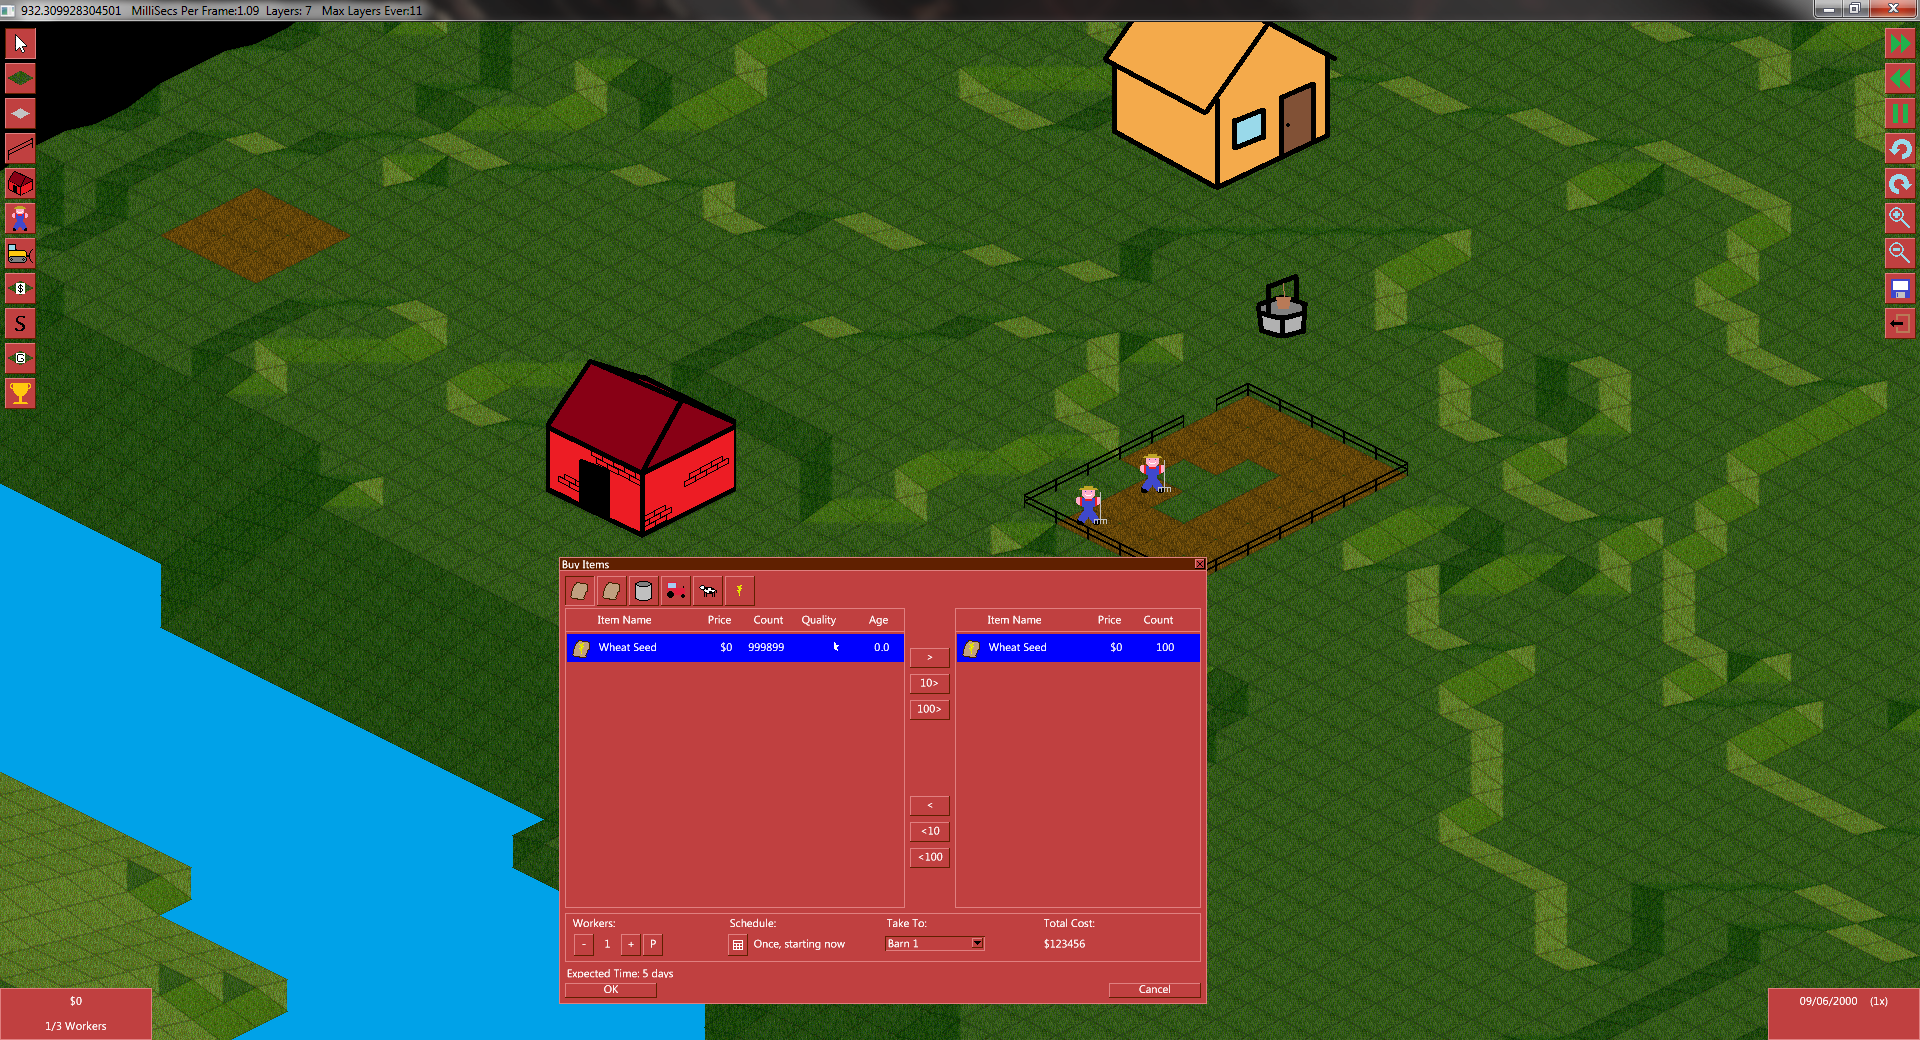 932.309928304501 MilliSecs Per Frame:1.09 Layers: 7 Max Layers Ever:11
$
S
G
Buy Items
Item Name Price Count Quality Age
Wheat Seed $0 999899 0.0
>
10>
100>
<
<10
<100
Item Name Price Count
Wheat Seed $0 100
Workers: Schedule: Take To: Total Cost:
- 1 + P Once, starting now Barn 1 $123456
Expected Time: 5 days
OK Cancel
$0
1/3 Workers
09/06/2000 (1x)